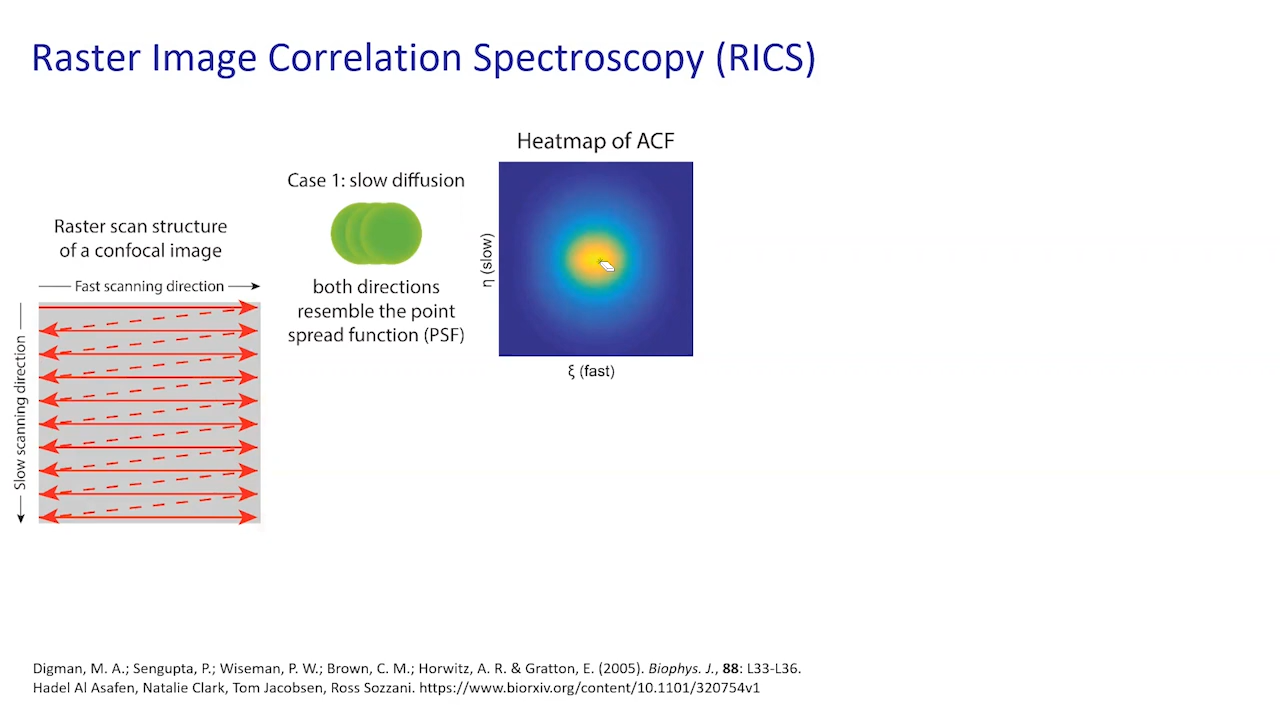 Raster Image Correlation Spectroscopy (RICS)
Raster scan structure
of a confocal image
Fast scanning direction
Slow scanning direction
Case 1: slow diffusion
both directions
resemble the point
spread function (PSF)
Heatmap of ACF
η (slow)
ξ (fast)
Digman, M. A.; Sengupta, P.; Wiseman, P. W.; Brown, C. M.; Horwitz, A. R. & Gratton, E. (2005). Biophys. J., 88: L33-L36.
Hadel Al Asafen, Natalie Clark, Tom Jacobsen, Ross Sozzani. https://www.biorxiv.org/content/10.1101/320754v1